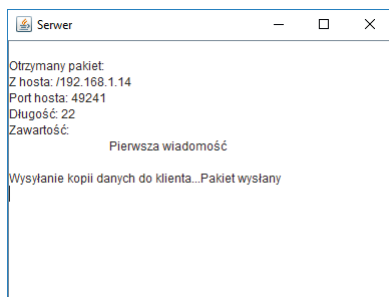 Serwer
Otrzymany pakiet:
Z hosta: /192.168.1.14
Port hosta: 49241
Długość: 22
Zawartość:
Pierwsza wiadomość
Wysyłanie kopii danych do klienta...Pakiet wysłany